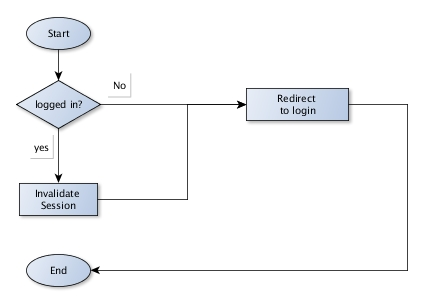 Start
No
logged in?
Redirect
to login
yes
Invalidate
Session
End